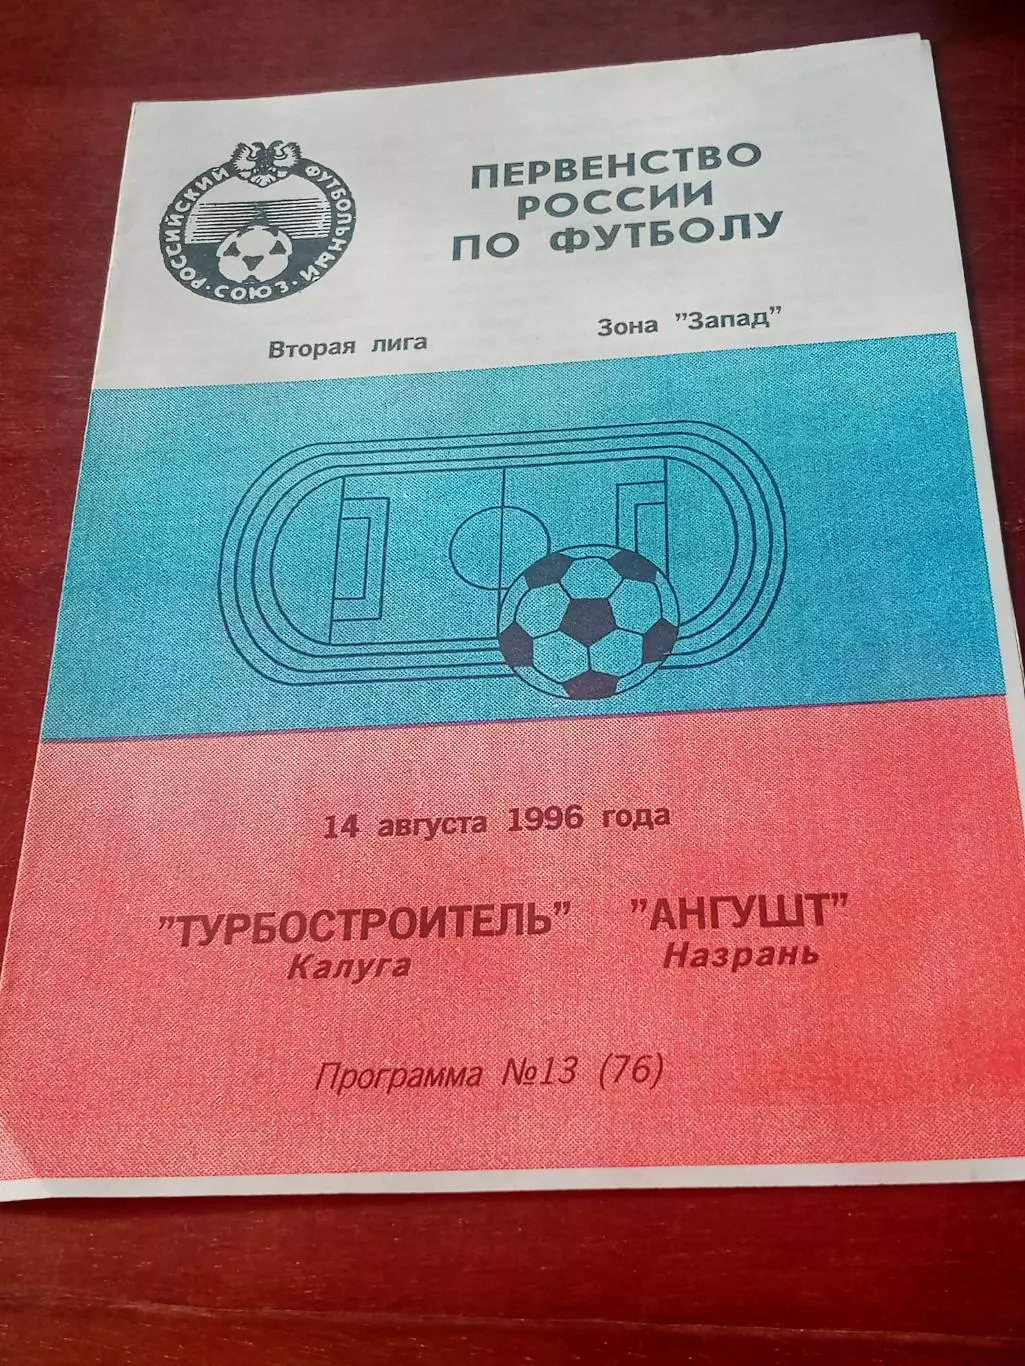 РОССИЙСКИЙ ФУТБОЛЬНЫЙ СОЮЗ
ПЕРВЕНСТВО
РОССИИ
ПО ФУТБОЛУ
Вторая лига
Зона "Запад"
14 августа 1996 года
"ТУРБОСТРОИТЕЛЬ" "АНГУШТ"
Калуга Назрань
Программа №13 (76)